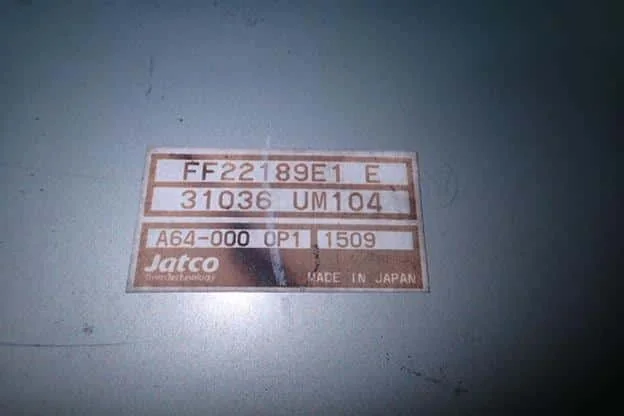 FF22189E1 E
31036 UM104
A64-000 0P1 1509
Jatco
MADE IN JAPAN